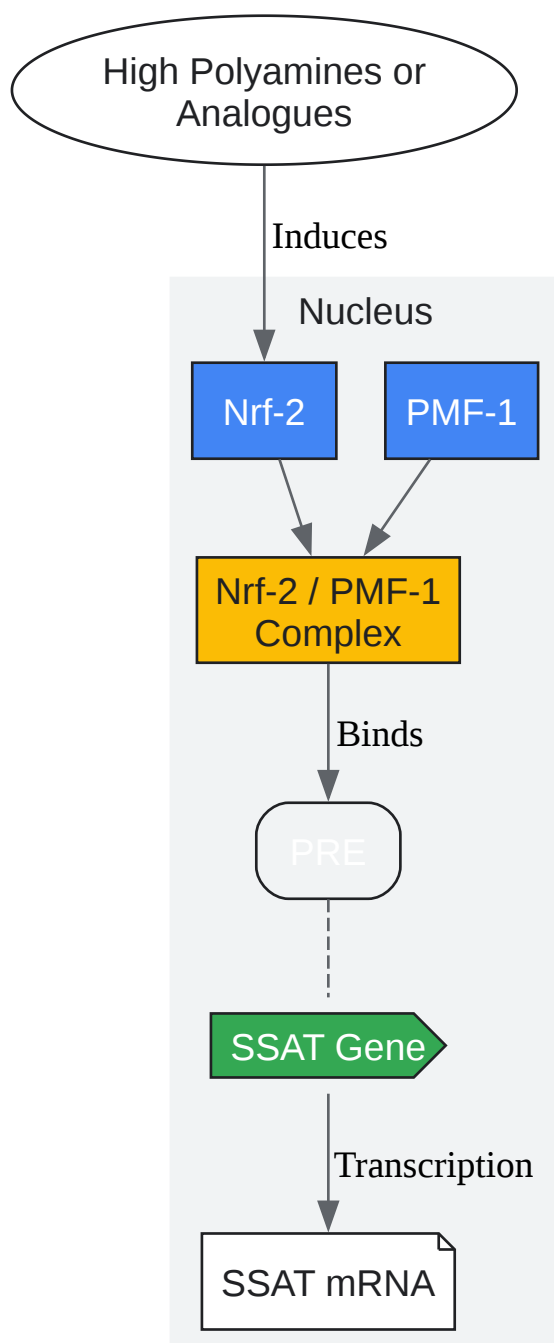 High Polyamines or
Analogues
Induces
Nucleus
Nrf-2
PMF-1
Nrf-2 / PMF-1
Complex
Binds
PRE
SSAT Gene
Transcription
SSAT mRNA